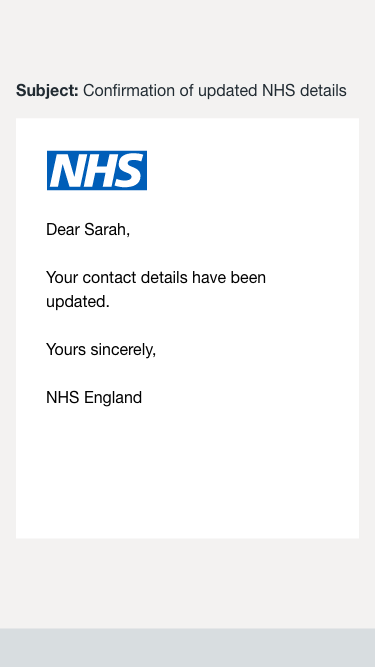 Subject: Confirmation of updated NHS details
NHS
Dear Sarah,
Your contact details have been
updated.
Yours sincerely,
NHS England